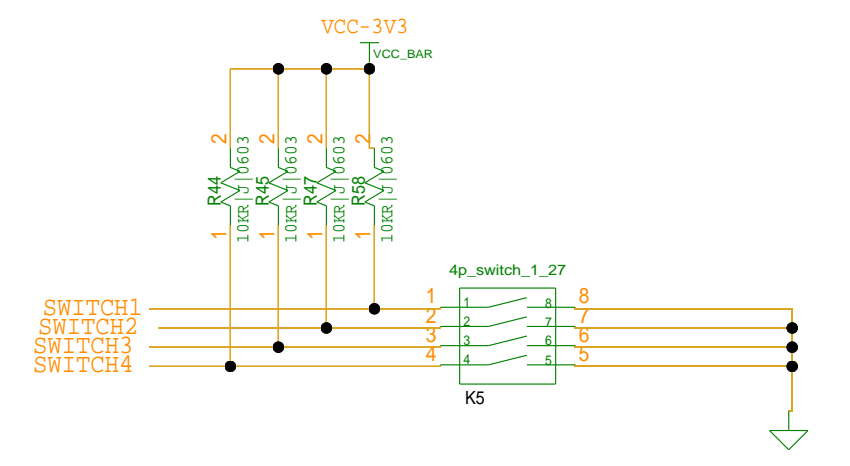 VCC-3V3
VCC_BAR
2 2 2 2
R44 10KR|J|0603
R45 10KR|J|0603
R47 10KR|J|0603
R58 10KR|J|0603
1 1 1 1
4p_switch_1_27
SWITCH1 1 1 8 8
SWITCH2 2 2 7 7
SWITCH3 3 3 6 6
SWITCH4 4 4 5 5
K5